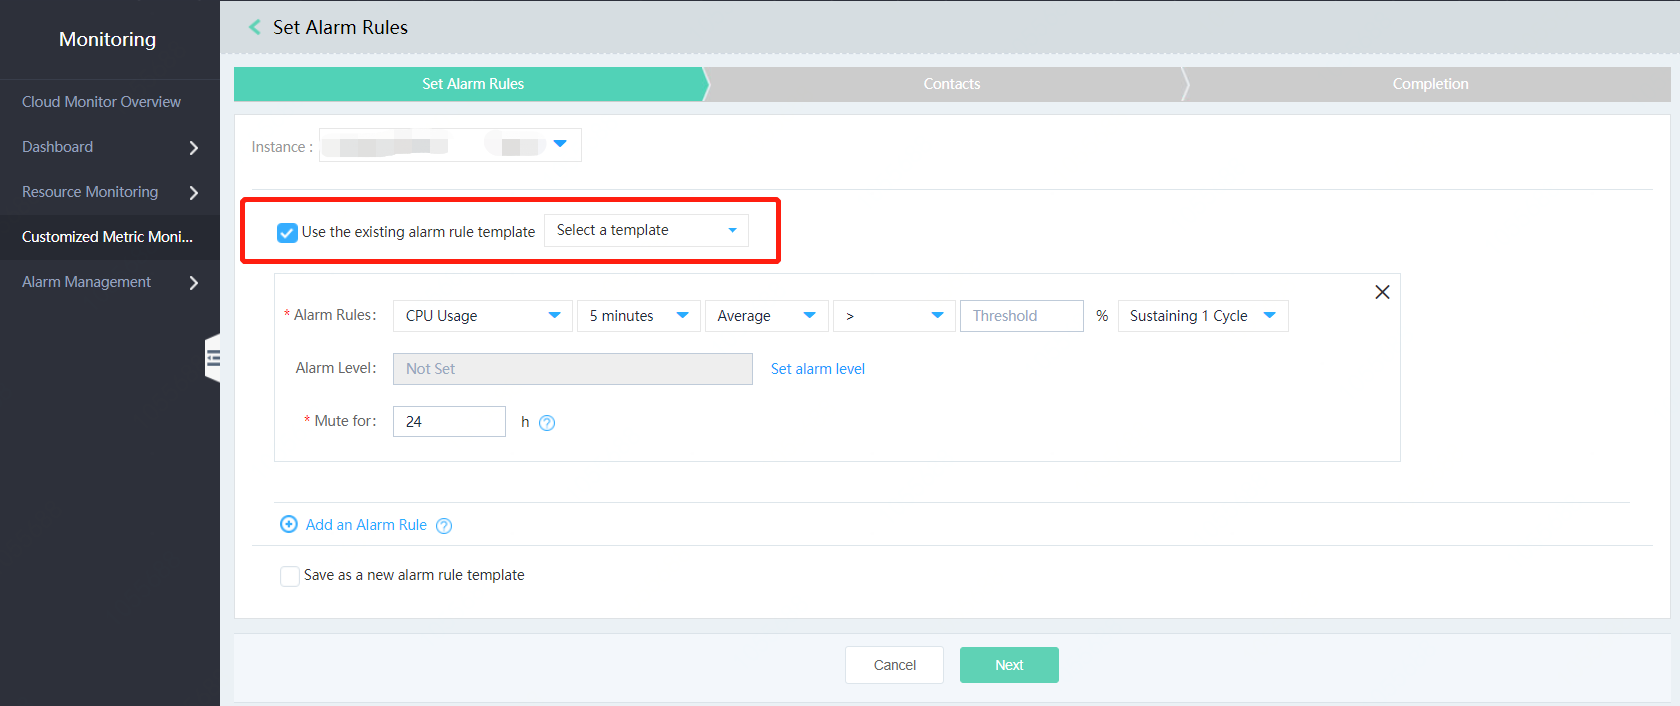 Monitoring
Cloud Monitor Overview
Dashboard
Resource Monitoring
Customized Metric Moni...
Alarm Management
Set Alarm Rules
Set Alarm Rules
Contacts
Completion
Instance :
Use the existing alarm rule template
Select a template
* Alarm Rules: CPU Usage 5 minutes Average > Threshold % Sustaining 1 Cycle
Alarm Level: Not Set Set alarm level
* Mute for: 24 h ?
Add an Alarm Rule ?
Save as a new alarm rule template
Cancel
Next